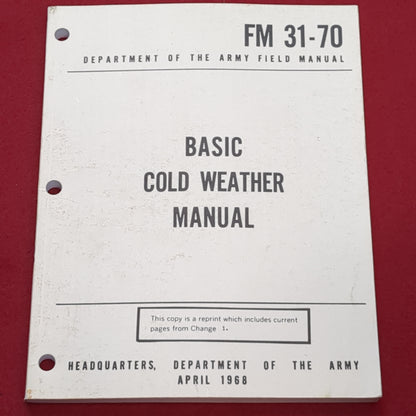 FM 31-70
DEPARTMENT OF THE ARMY FIELD MANUAL
BASIC
COLD WEATHER
MANUAL
This copy is a reprint which includes current
pages from Change 1.
HEADQUARTERS, DEPARTMENT OF THE ARMY
APRIL 1968